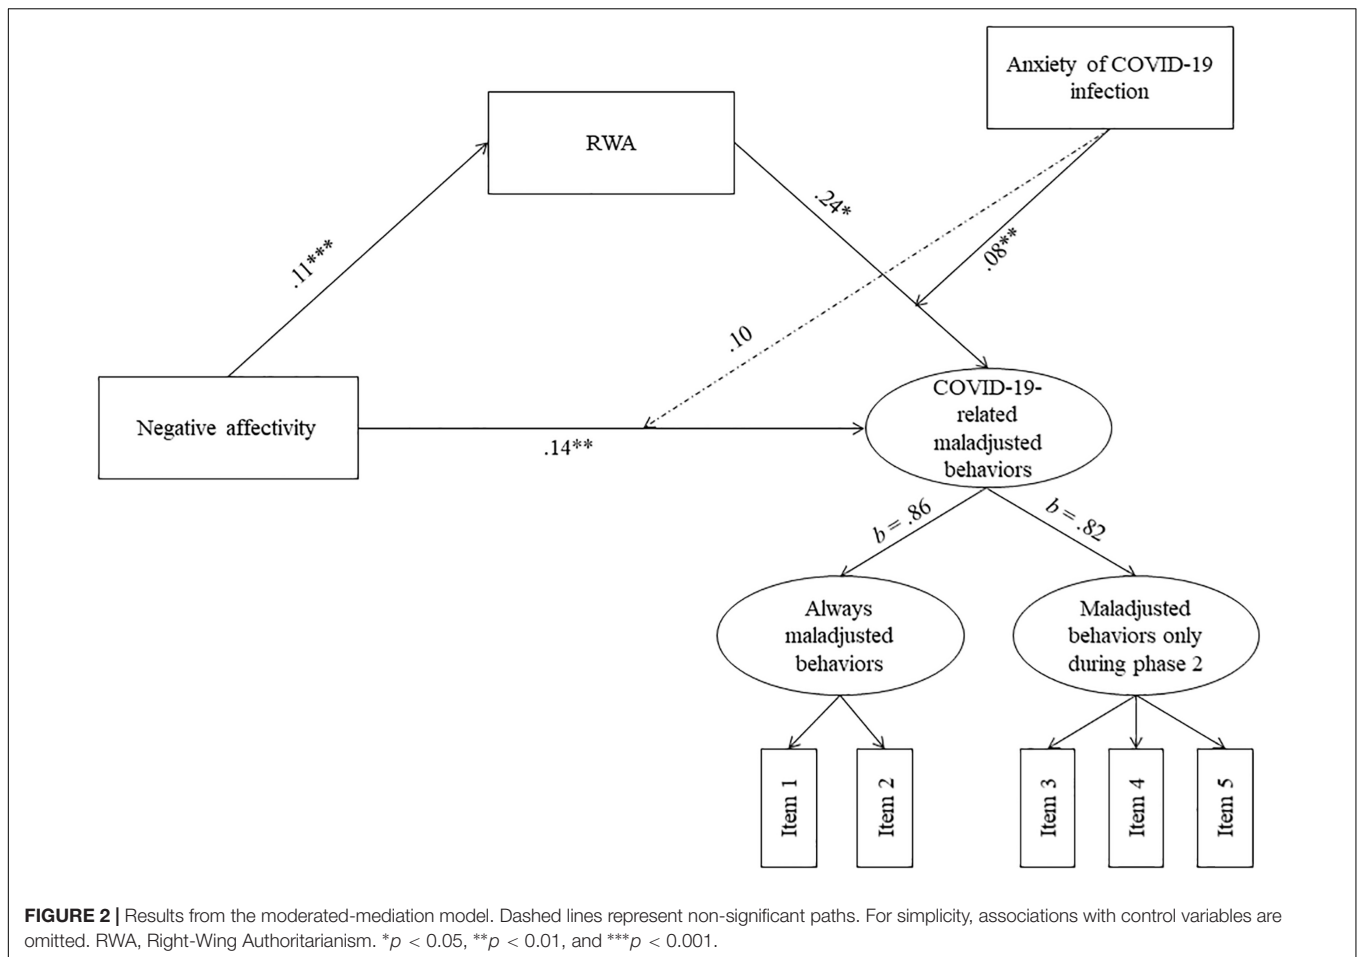 Anxiety of COVID-19
infection
RWA
.24*
.08**
.11***
.10
Negative affectivity
.14**
COVID-19-
related
maladjusted
behaviors
b = .86
b = .82
Always
maladjusted
behaviors
Maladjusted
behaviors only
during phase 2
Item 1
Item 2
Item 3
Item 4
Item 5
FIGURE 2 | Results from the moderated-mediation model. Dashed lines represent non-significant paths. For simplicity, associations with control variables are
omitted. RWA, Right-Wing Authoritarianism. *p < 0.05, **p < 0.01, and ***p < 0.001.